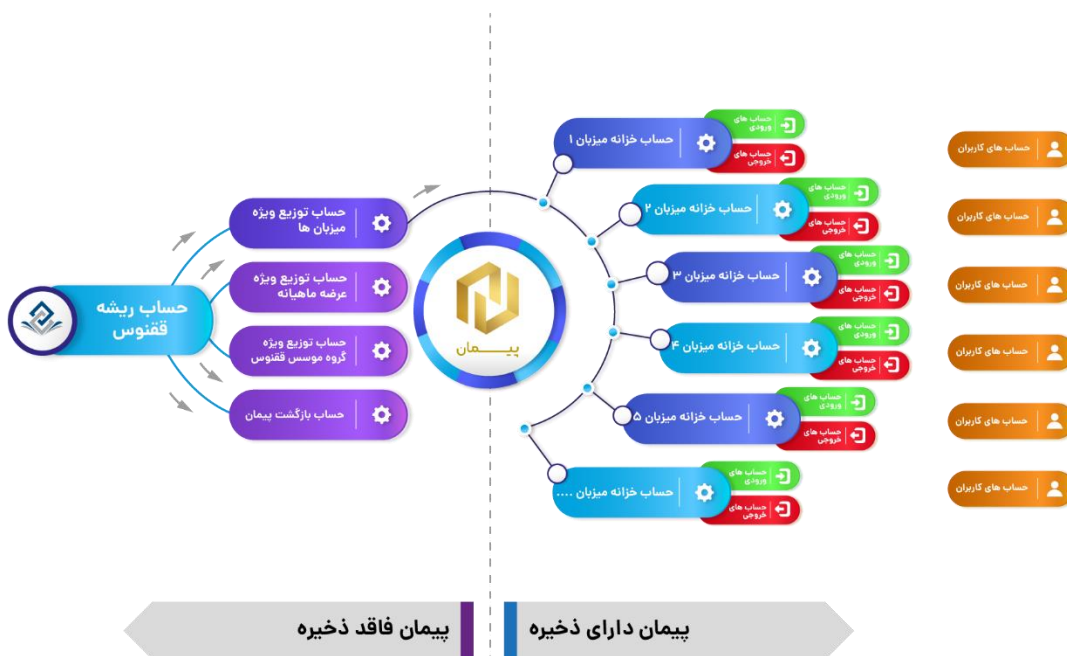 حساب ریشه
ققنوس
حساب توزیع ویژه
میزبان ها
حساب توزیع ویژه
عرضه ماهیانه
حساب توزیع ویژه
گروه موسس ققنوس
حساب بازگشت پیمان
پیـــمان
حساب خزانه میزبان ۱
حساب های
ورودی
حساب های
خروجی
حساب های کاربران
حساب خزانه میزبان ۲
حساب های
ورودی
حساب های
خروجی
حساب های کاربران
حساب خزانه میزبان ۳
حساب های
ورودی
حساب های
خروجی
حساب های کاربران
حساب خزانه میزبان ۴
حساب های
ورودی
حساب های
خروجی
حساب های کاربران
حساب خزانه میزبان ۵
حساب های
ورودی
حساب های
خروجی
حساب های کاربران
حساب خزانه میزبان ....
حساب های
ورودی
حساب های
خروجی
حساب های کاربران
پیمان دارای ذخیره
پیمان فاقد ذخیره